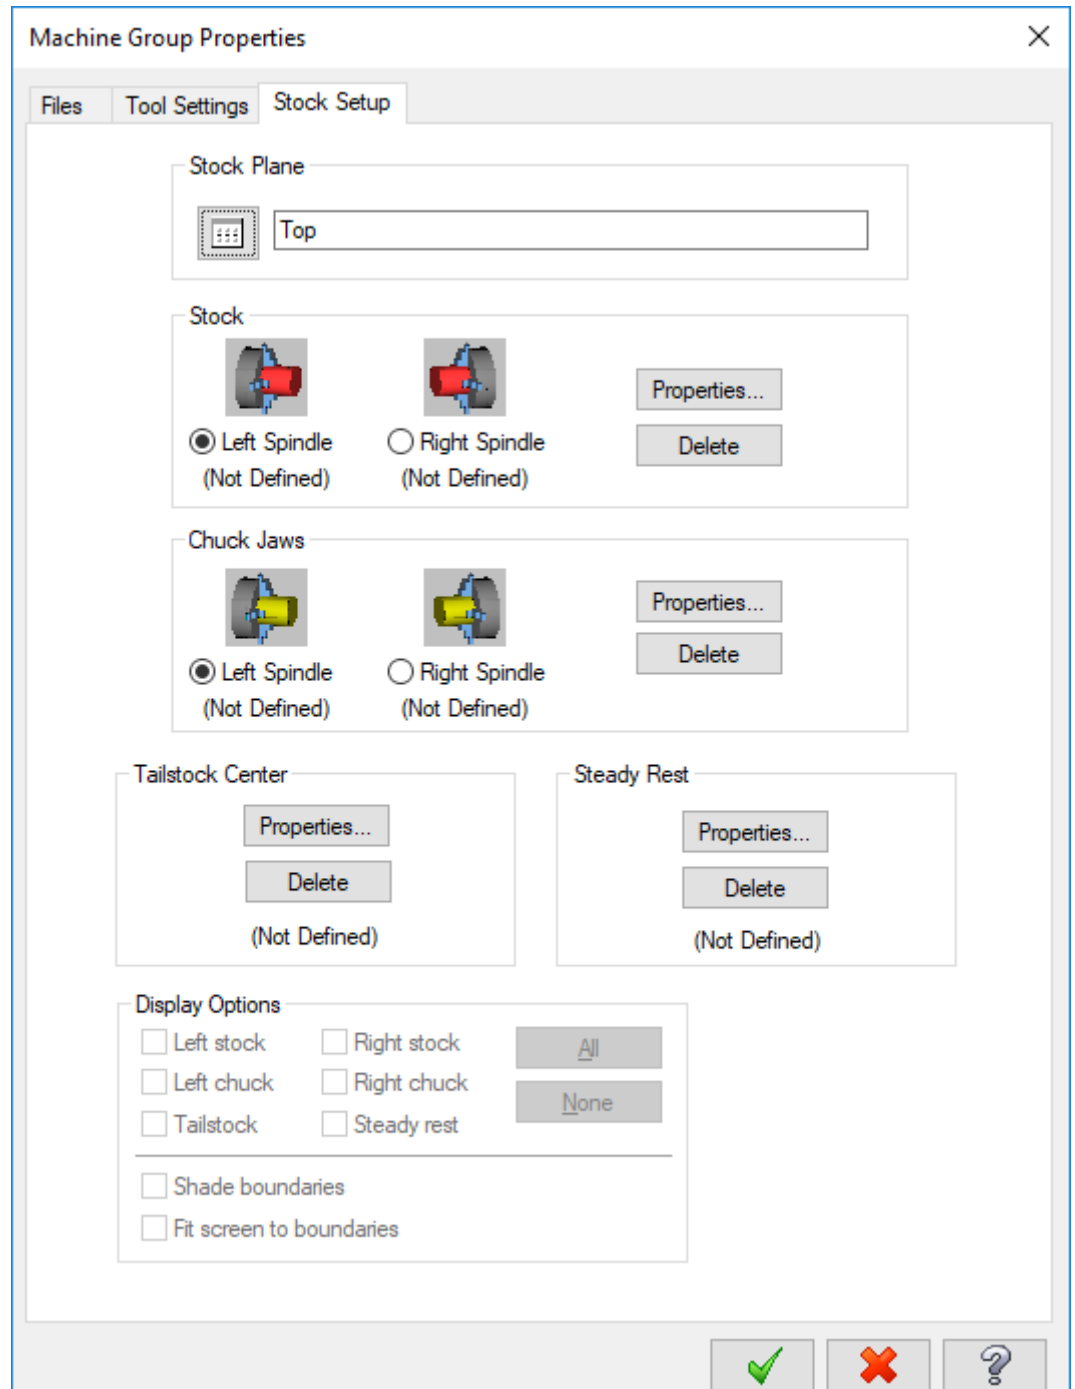 Machine Group Properties
Files Tool Settings Stock Setup
Stock Plane
Top
Stock
Properties...
Left Spindle Right Spindle Delete
(Not Defined) (Not Defined)
Chuck Jaws
Properties...
Left Spindle Right Spindle Delete
(Not Defined) (Not Defined)
Tailstock Center Steady Rest
Properties... Properties...
Delete Delete
(Not Defined) (Not Defined)
Display Options
Left stock Right stock All
Left chuck Right chuck None
Tailstock Steady rest
Shade boundaries
Fit screen to boundaries